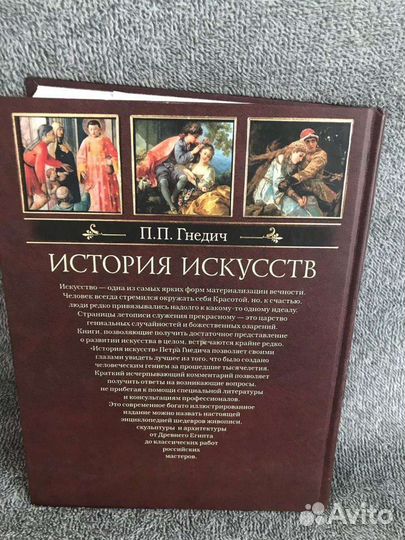 П.П. Гнедич
ИСТОРИЯ ИСКУССТВ
Искусство — одна из самых ярких форм материализации вечности.
Человек всегда стремился окружать себя Красотой, но, к счастью,
люди редко привязывались надолго к какому-то одному идеалу.
Страницы летописи служения прекрасному — это царство
гениальных случайностей и божественных озарений.
Книги, позволяющие получить достаточное представление
о развитии искусства в целом, встречаются крайне редко.
«История искусств» Петра Гнедича позволяет своими
глазами увидеть лучшее из того, что было создано
человеческим гением за прошедшие тысячелетия.
Краткий исчерпывающий комментарий позволяет
получить ответы на возникающие вопросы,
не прибегая к помощи специальной литературы
и консультациям профессионалов.
Это современное богато иллюстрированное
издание можно назвать настоящей
энциклопедией шедевров живописи,
скульптуры и архитектуры
от Древнего Египта
до классических работ
российских
мастеров.
Avito